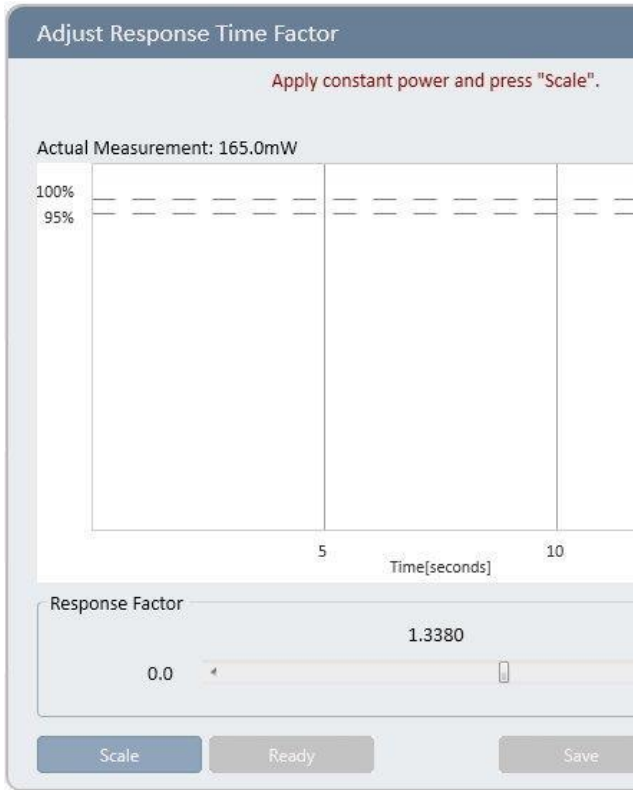 Adjust Response Time Factor
Apply constant power and press "Scale".
Actual Measurement: 165.0mW
100%
95%
5 10
Time[seconds]
Response Factor
1.3380
0.0
Scale Ready Save